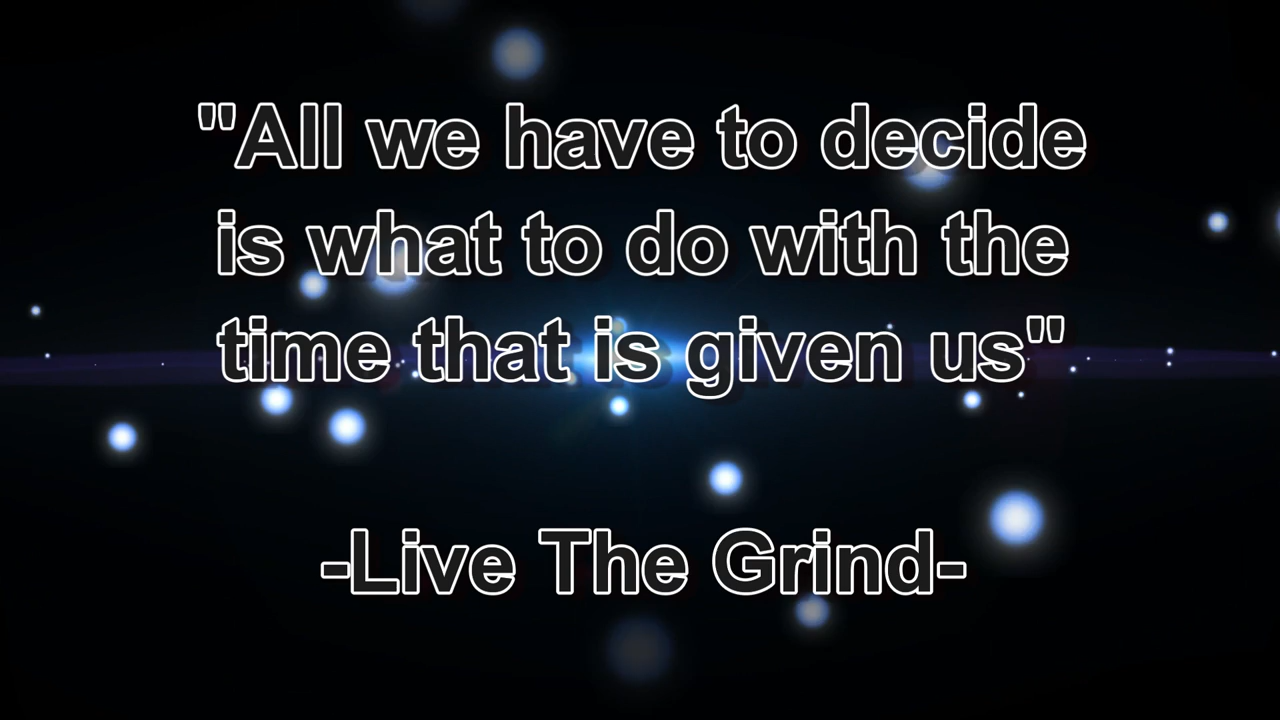 "All we have to decide
is what to do with the
time that is given us"
-Live The Grind-